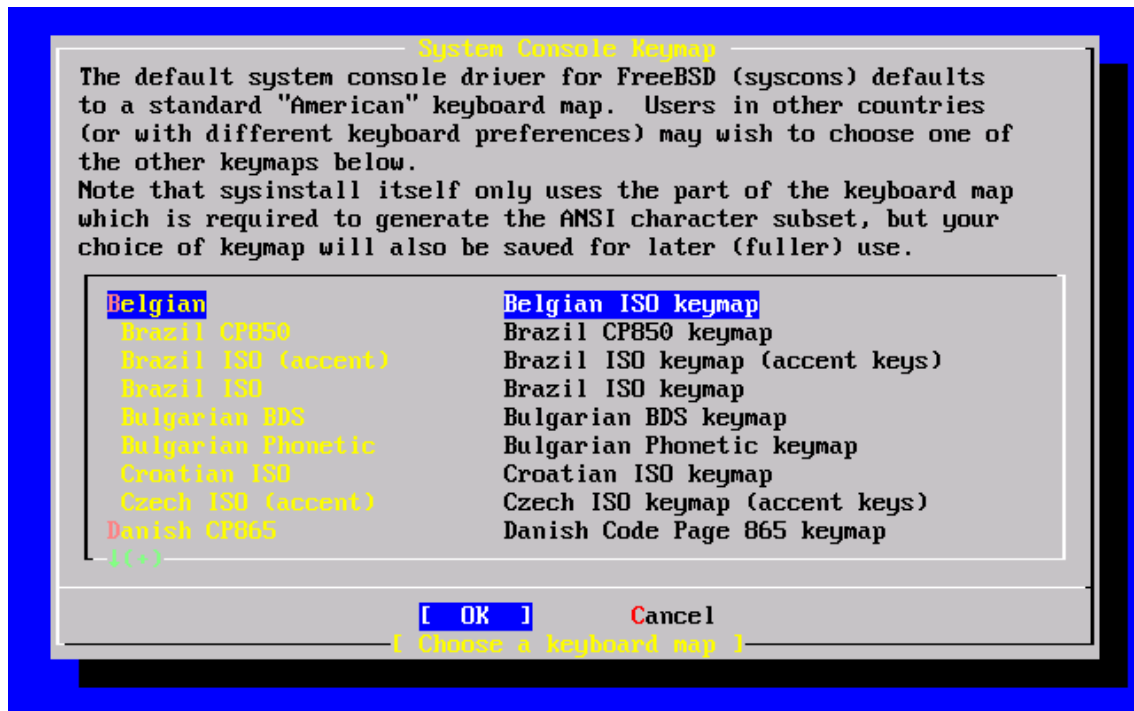 System Console Keymap
The default system console driver for FreeBSD (syscons) defaults
to a standard "American" keyboard map.  Users in other countries
(or with different keyboard preferences) may wish to choose one of
the other keymaps below.
Note that sysinstall itself only uses the part of the keyboard map
which is required to generate the ANSI character subset, but your
choice of keymap will also be saved for later (fuller) use.
Belgian Belgian ISO keymap
Brazil CP850 Brazil CP850 keymap
Brazil ISO (accent) Brazil ISO keymap (accent keys)
Brazil ISO Brazil ISO keymap
Bulgarian BDS Bulgarian BDS keymap
Bulgarian Phonetic Bulgarian Phonetic keymap
Croatian ISO Croatian ISO keymap
Czech ISO (accent) Czech ISO keymap (accent keys)
Danish CP865 Danish Code Page 865 keymap
↓(+)
[ OK ] Cancel
[ Choose a keyboard map ]